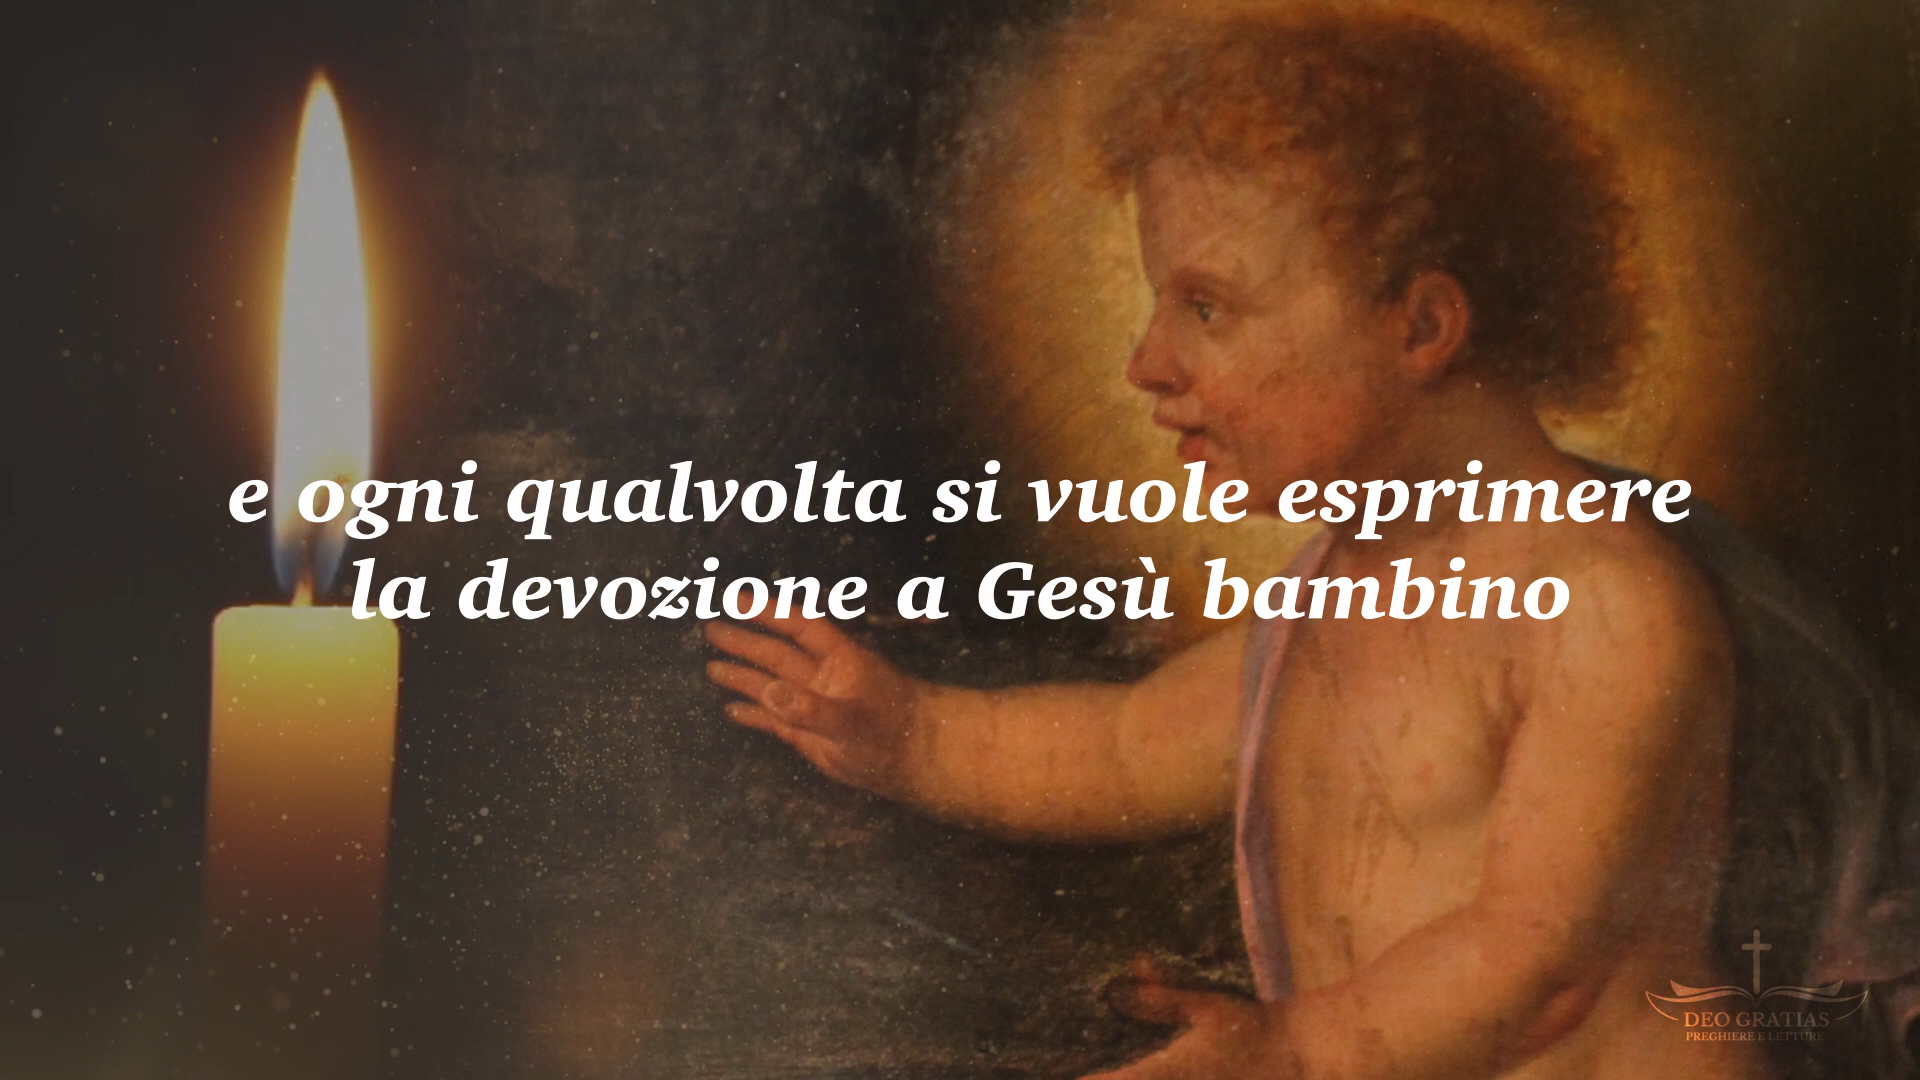 e ogni qualvolta si vuole esprimere
la devozione a Gesù bambino
DEO GRATIAS
PREGHIERE E LETTURE